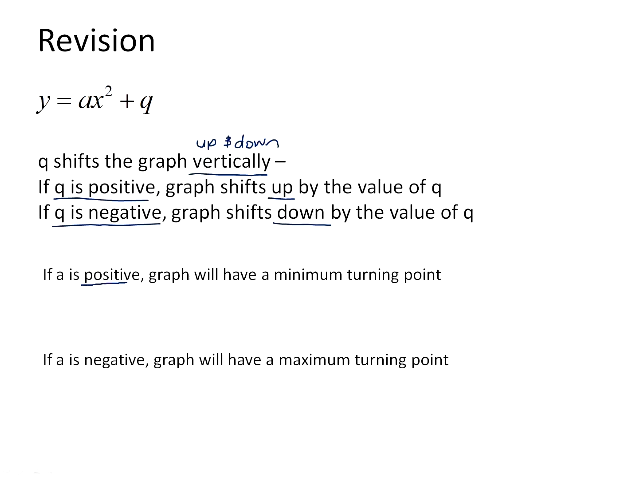 Revision
y = ax² + q
up & down
q shifts the graph vertically –
If q is positive, graph shifts up by the value of q
If q is negative, graph shifts down by the value of q
If a is positive, graph will have a minimum turning point
If a is negative, graph will have a maximum turning point